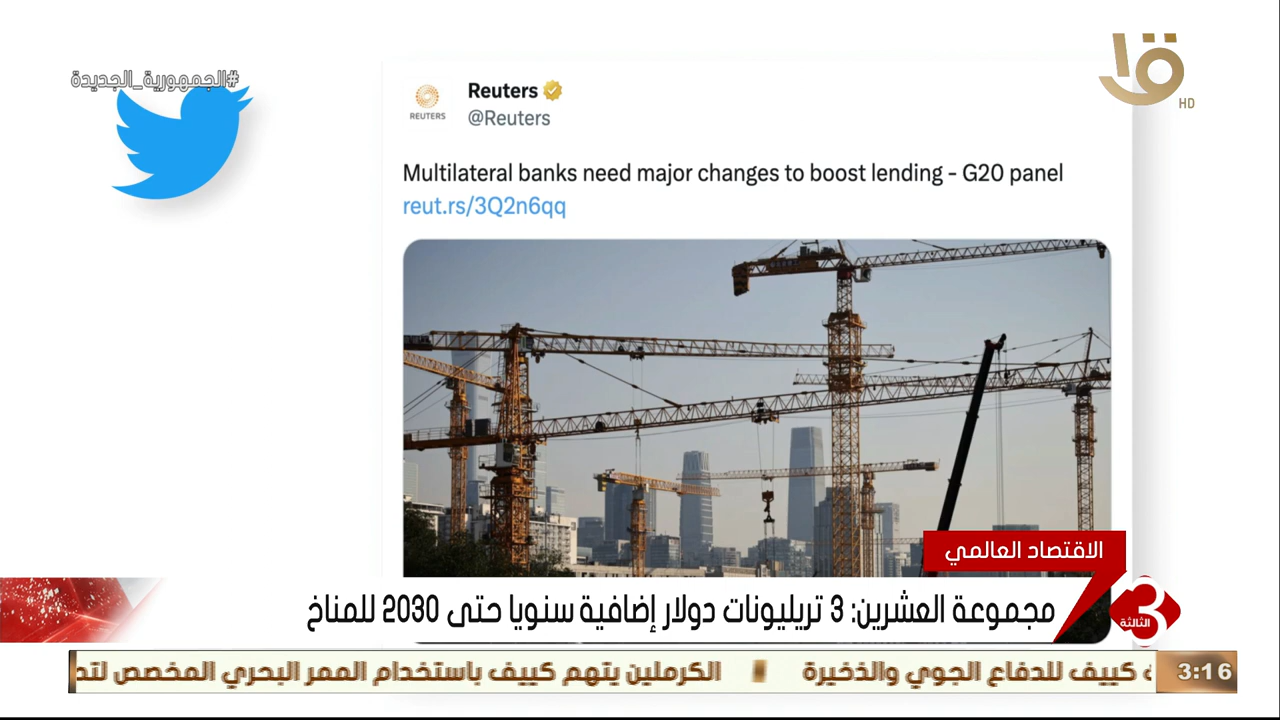 #الجمهورية_الجديدة
HD
Reuters
REUTERS
@Reuters
Multilateral banks need major changes to boost lending - G20 panel
reut.rs/3Q2n6qq
الاقتصاد العالمي
مجموعة العشرين: 3 تريليونات دولار إضافية سنويا حتى 2030 للمناخ
3
الثالثة
كييف للدفاع الجوي والذخيرة
الكرملين يتهم كييف باستخدام الممر البحري المخصص
3:16